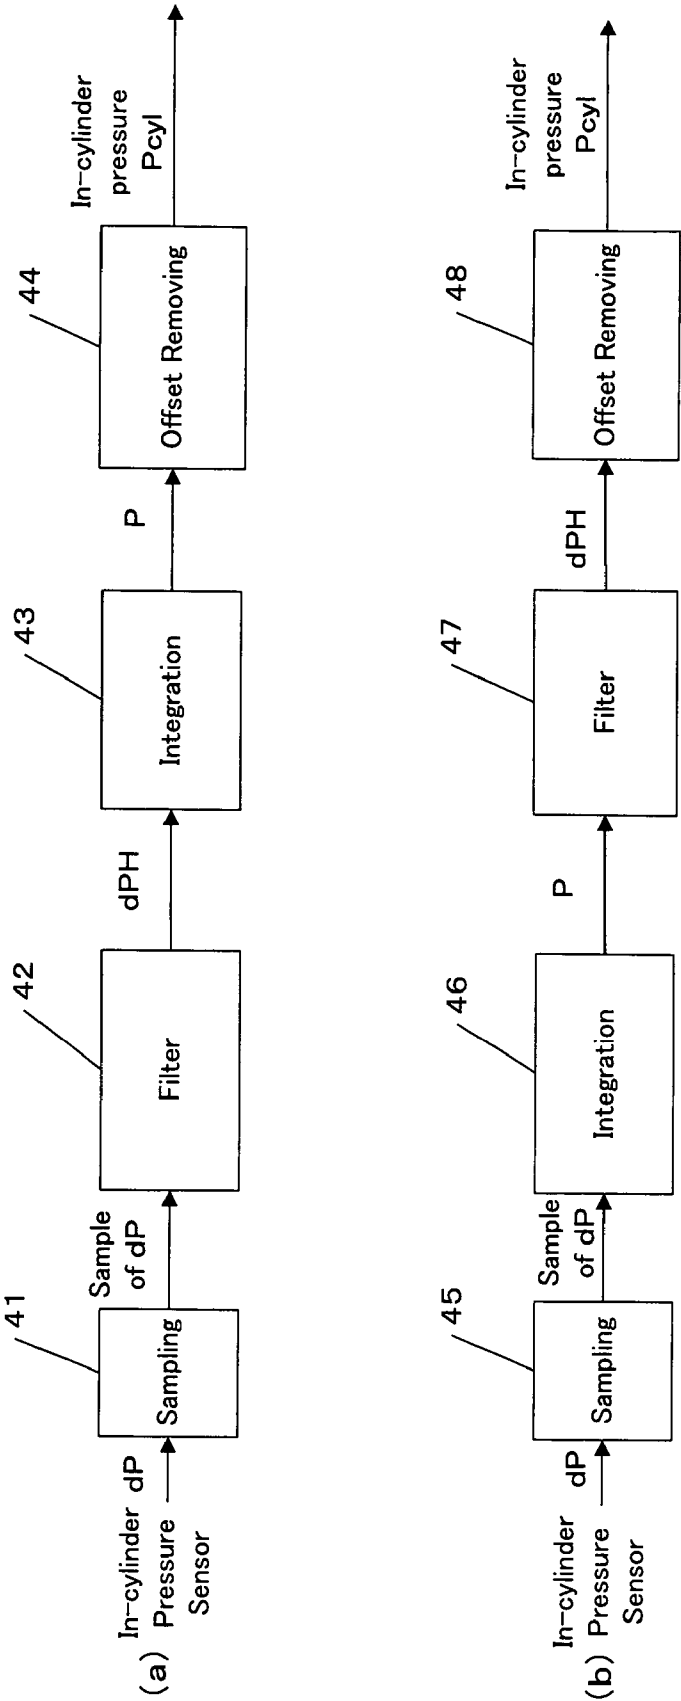 (a)
In-cylinder
Pressure
Sensor
dP
41
Sampling
Sample
of dP
42
Filter
dPH
43
Integration
P
44
Offset Removing
In-cylinder
pressure
Pcyl
(b)
In-cylinder
Pressure
Sensor
dP
45
Sampling
Sample
of dP
46
Integration
P
47
Filter
dPH
48
Offset Removing
In-cylinder
pressure
Pcyl